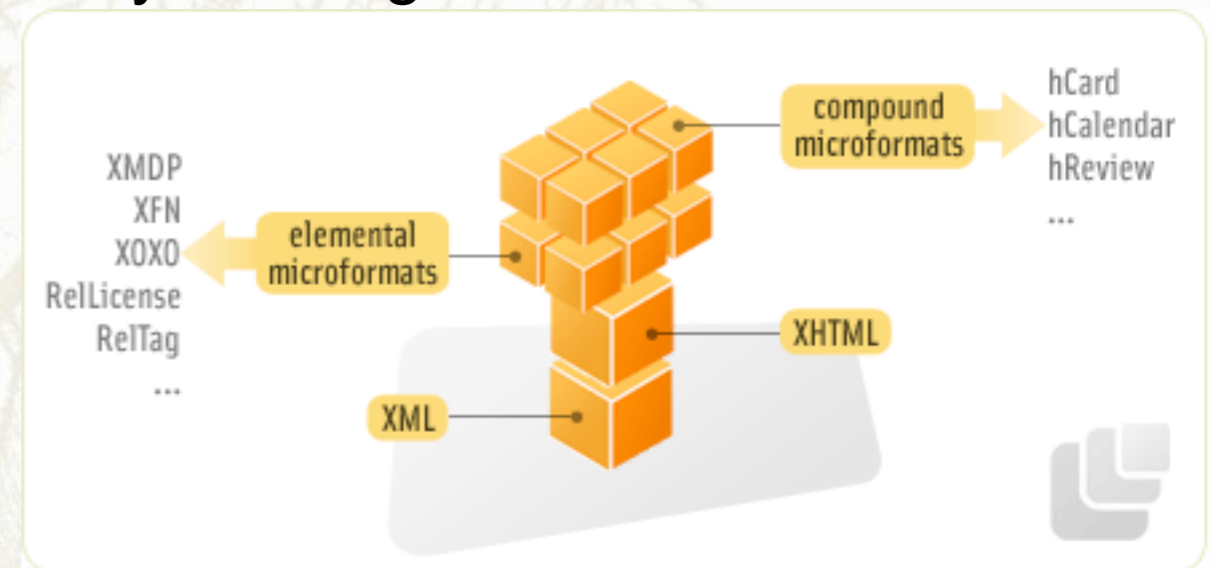 hCard
compound
microformats
hCalendar
hReview
...
XMDP
XFN
elemental
microformats
XOXO
RelLicense
RelTag
...
XHTML
XML